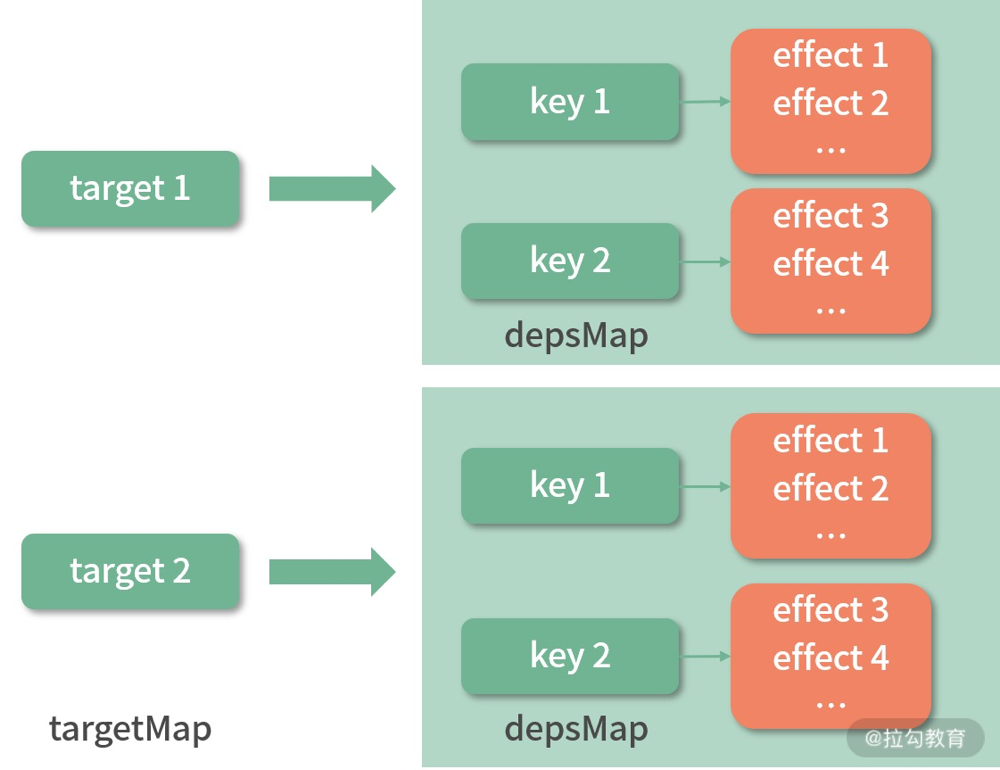 target 1
key 1
effect 1
effect 2
...
key 2
effect 3
effect 4
...
depsMap
target 2
key 1
effect 1
effect 2
...
key 2
effect 3
effect 4
...
targetMap
depsMap
@拉勾教育